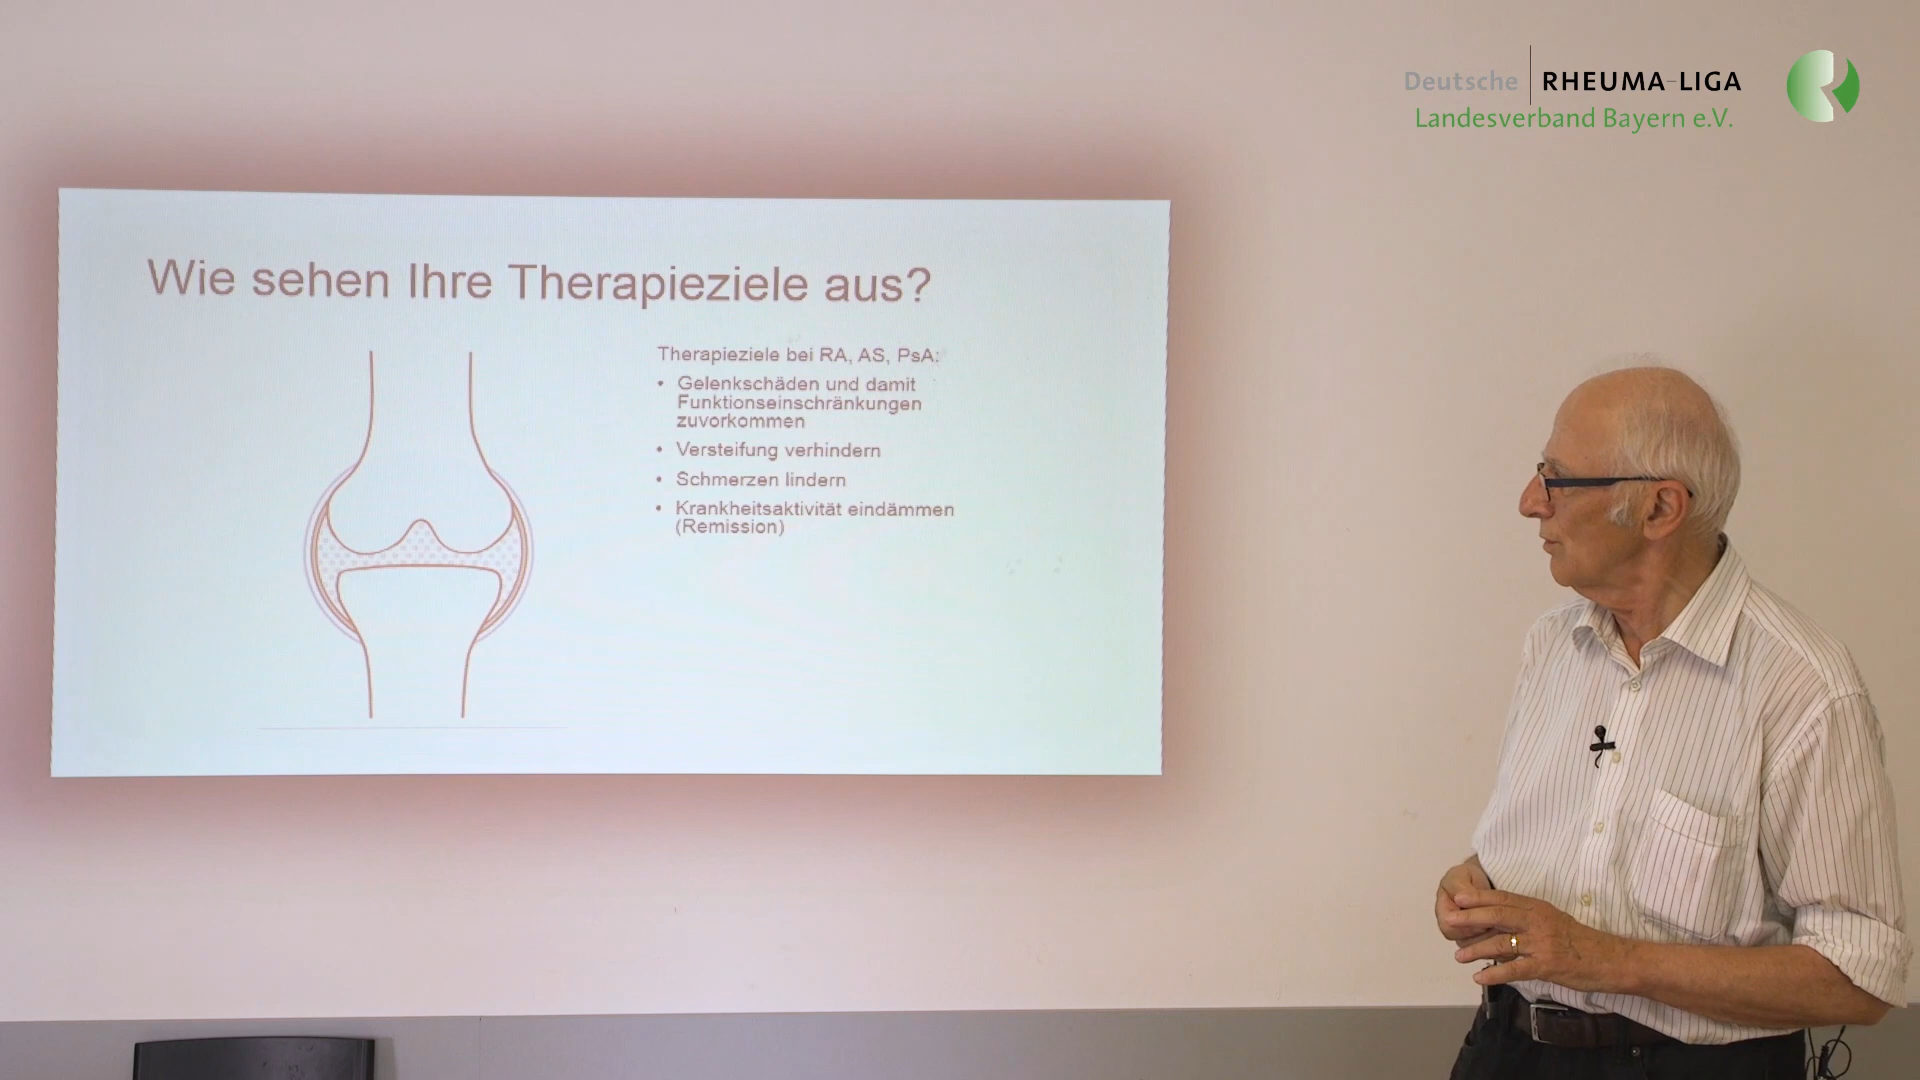 Deutsche RHEUMA-LIGA
Landesverband Bayern e.V.
Wie sehen Ihre Therapieziele aus?
Therapieziele bei RA, AS, PsA:
• Gelenkschäden und damit
Funktionseinschränkungen
zuvorkommen
• Versteifung verhindern
• Schmerzen lindern
• Krankheitsaktivität eindämmen
(Remission)